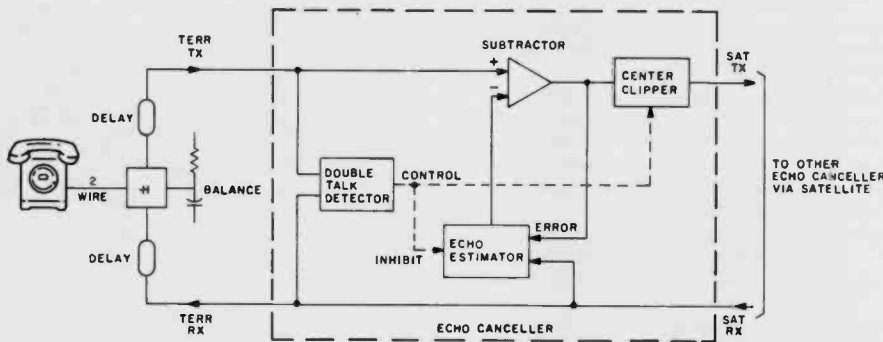 TERR
TX
SUBTRACTOR
+
−
CENTER
CLIPPER
SAT
TX
DELAY
2
WIRE
H
BALANCE
DOUBLE
TALK
DETECTOR
CONTROL
TO OTHER
ECHO CANCELLER
VIA SATELLITE
INHIBIT
ECHO
ESTIMATOR
ERROR
DELAY
TERR
RX
ECHO CANCELLER
SAT
RX